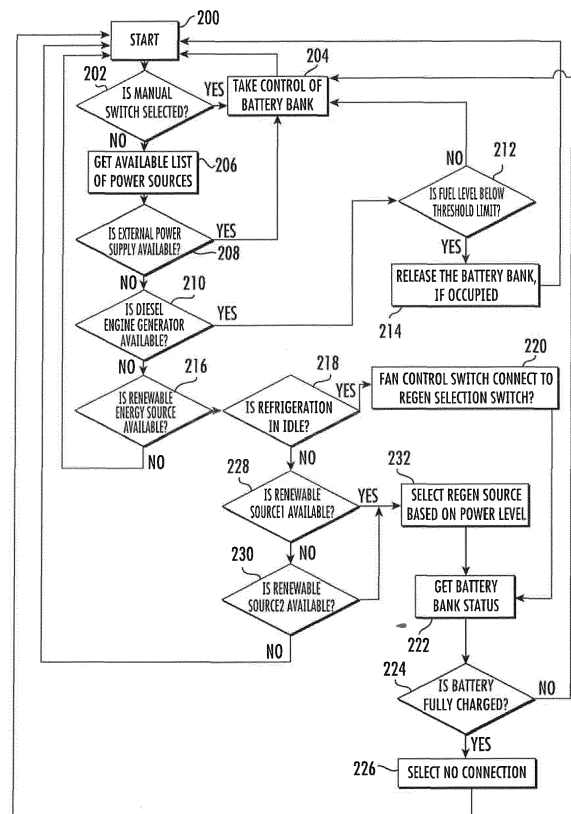 200
START
202
IS MANUAL
SWITCH SELECTED?
YES
NO
204
TAKE CONTROL OF
BATTERY BANK
GET AVAILABLE LIST
OF POWER SOURCES
206
IS EXTERNAL POWER
SUPPLY AVAILABLE?
YES
208
NO
NO
212
IS FUEL LEVEL BELOW
THRESHOLD LIMIT?
YES
210
IS DIESEL
ENGINE GENERATOR
AVAILABLE?
YES
NO
RELEASE THE BATTERY BANK,
IF OCCUPIED
214
216
IS RENEWABLE
ENERGY SOURCE
AVAILABLE?
NO
218
IS REFRIGERATION
IN IDLE?
YES
NO
220
FAN CONTROL SWITCH CONNECT TO
REGEN SELECTION SWITCH?
228
IS RENEWABLE
SOURCE1 AVAILABLE?
YES
NO
232
SELECT REGEN SOURCE
BASED ON POWER LEVEL
230
IS RENEWABLE
SOURCE2 AVAILABLE?
NO
GET BATTERY
BANK STATUS
222
224
IS BATTERY
FULLY CHARGED?
NO
YES
226
SELECT NO CONNECTION